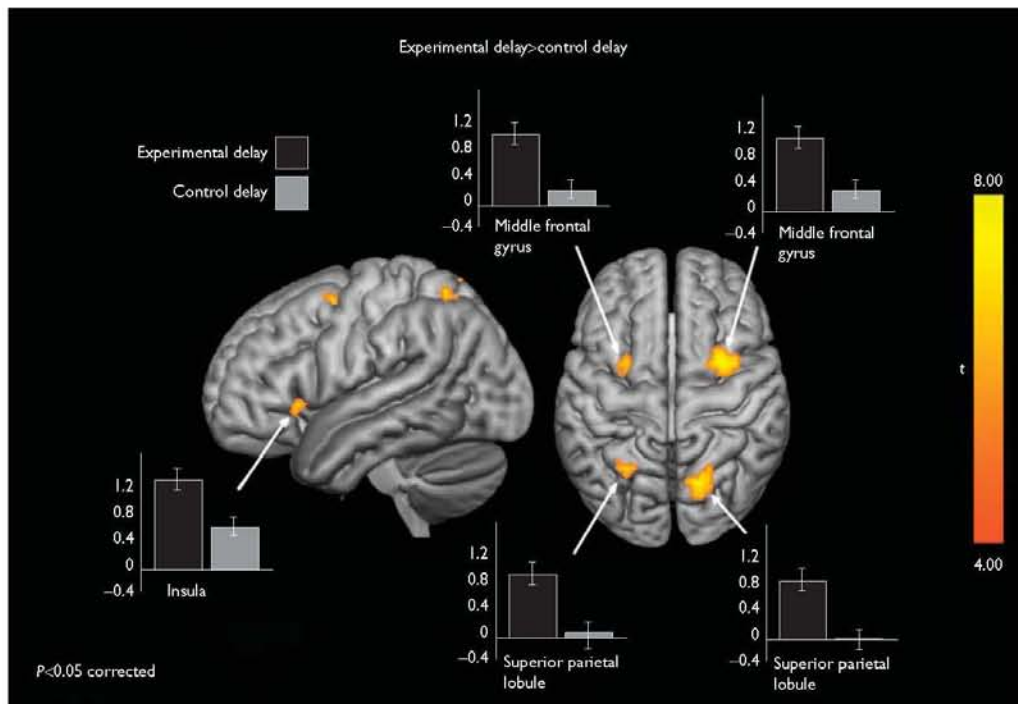 Experimental delay>control delay
Experimental delay
Control delay
1.2
0.8
0.4
0
–0.4
Middle frontal
gyrus
1.2
0.8
0.4
0
–0.4
Middle frontal
gyrus
8.00
t
4.00
1.2
0.8
0.4
0
–0.4
Insula
1.2
0.8
0.4
0
–0.4
Superior parietal
lobule
1.2
0.8
0.4
0
–0.4
Superior parietal
lobule
P<0.05 corrected